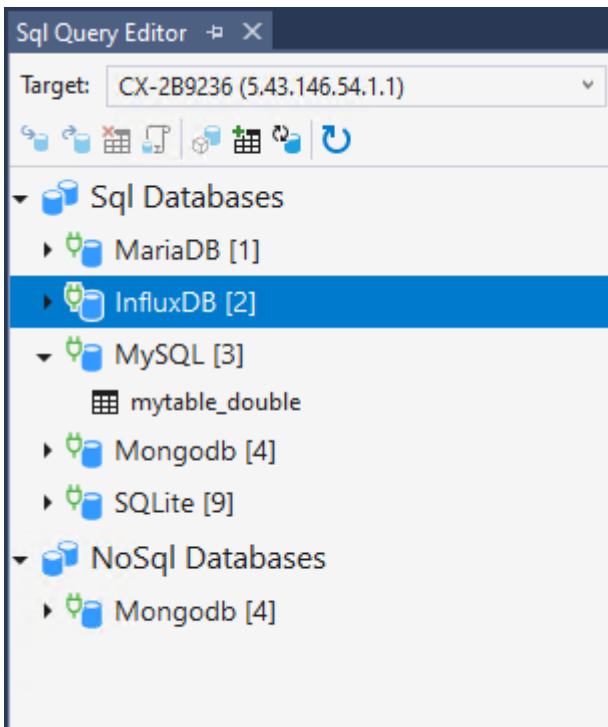 Sql Query Editor
Target: CX-2B9236 (5.43.146.54.1.1)
Sql Databases
MariaDB [1]
InfluxDB [2]
MySQL [3]
mytable_double
Mongodb [4]
SQLite [9]
NoSql Databases
Mongodb [4]